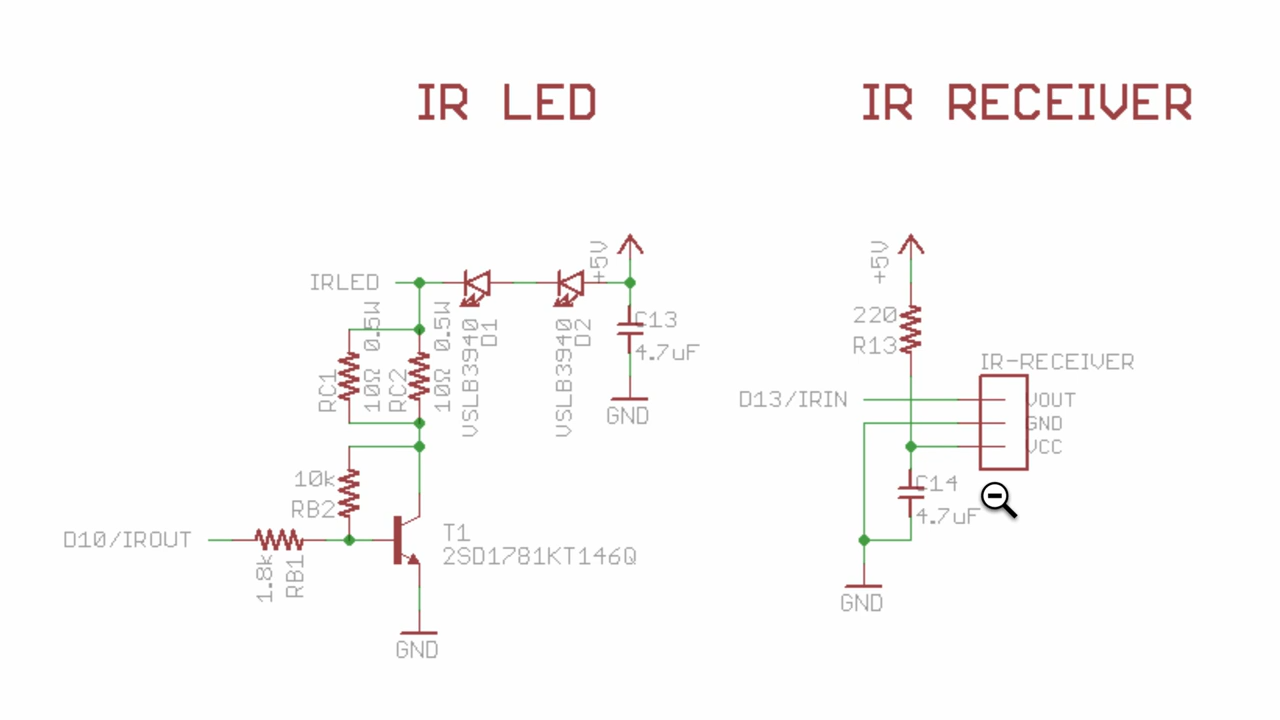 IR LED
IR RECEIVER
IRLED
+5V
0.5W
0.5W
RC1
10Ω
RC2
10Ω
VSLB3940
D1
VSLB3940
D2
C13
4.7uF
GND
10k
RB2
D10/IROUT
1.8k
RB1
T1
2SD1781KT146Q
GND
+5V
220
R13
IR-RECEIVER
D13/IRIN
VOUT
GND
VCC
C14
4.7uF
GND